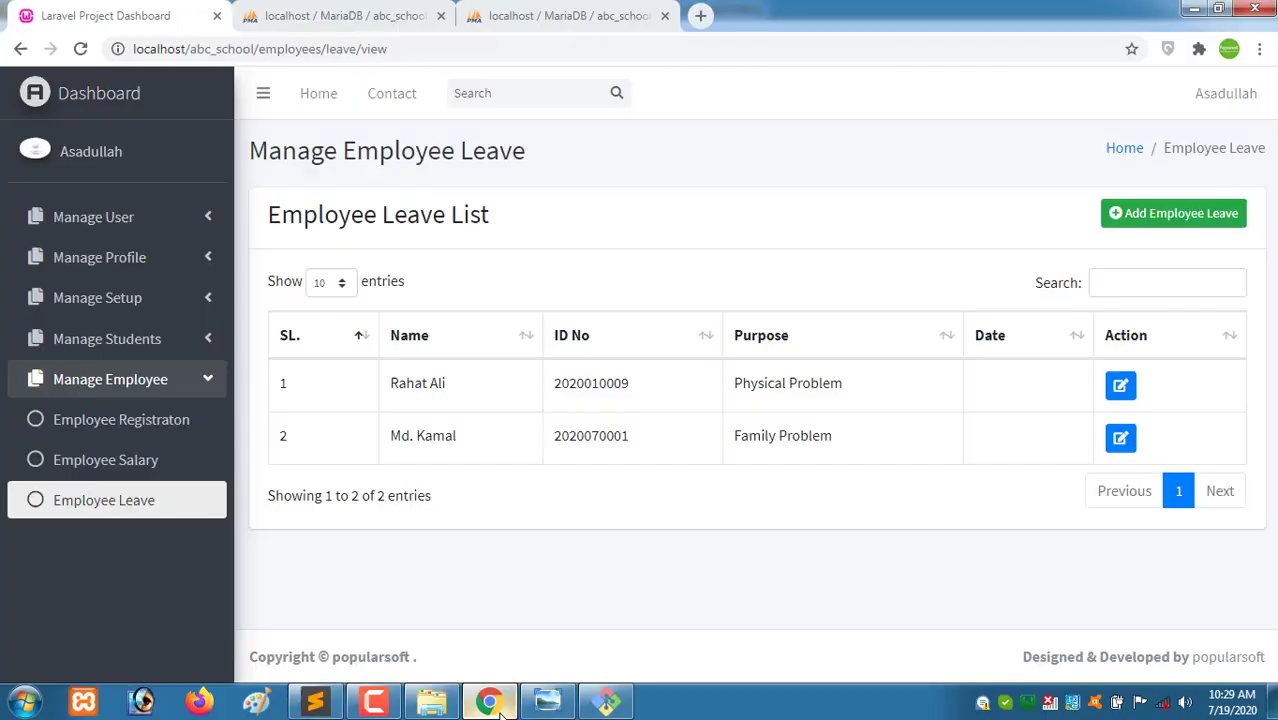 Laravel Project Dashboard
localhost / MariaDB / abc_school
localhost / MariaDB / abc_school
localhost/abc_school/employees/leave/view
Dashboard
Home
Contact
Search
Asadullah
Asadullah
Manage Employee Leave
Home / Employee Leave
Manage User
Manage Profile
Manage Setup
Manage Students
Manage Employee
Employee Registraton
Employee Salary
Employee Leave
Employee Leave List
Add Employee Leave
Show 10 entries
Search:
SL. Name ID No Purpose Date Action
1 Rahat Ali 2020010009 Physical Problem
2 Md. Kamal 2020070001 Family Problem
Showing 1 to 2 of 2 entries
Previous 1 Next
Copyright © popularsoft .
Designed & Developed by popularsoft
10:29 AM
7/19/2020